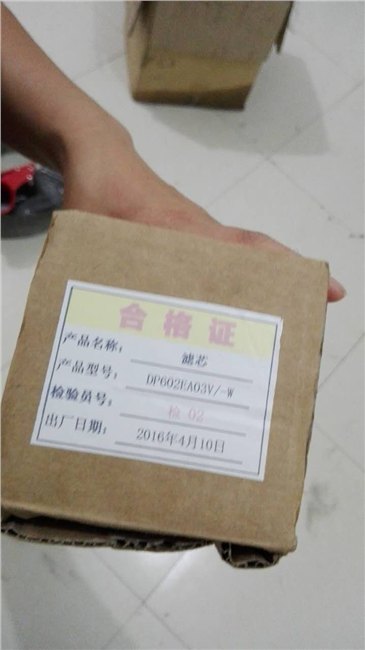 合格证
产品名称： 滤芯
产品型号： DP602EA03V/-W
检验员号： 检 02
出厂日期： 2016年4月10日